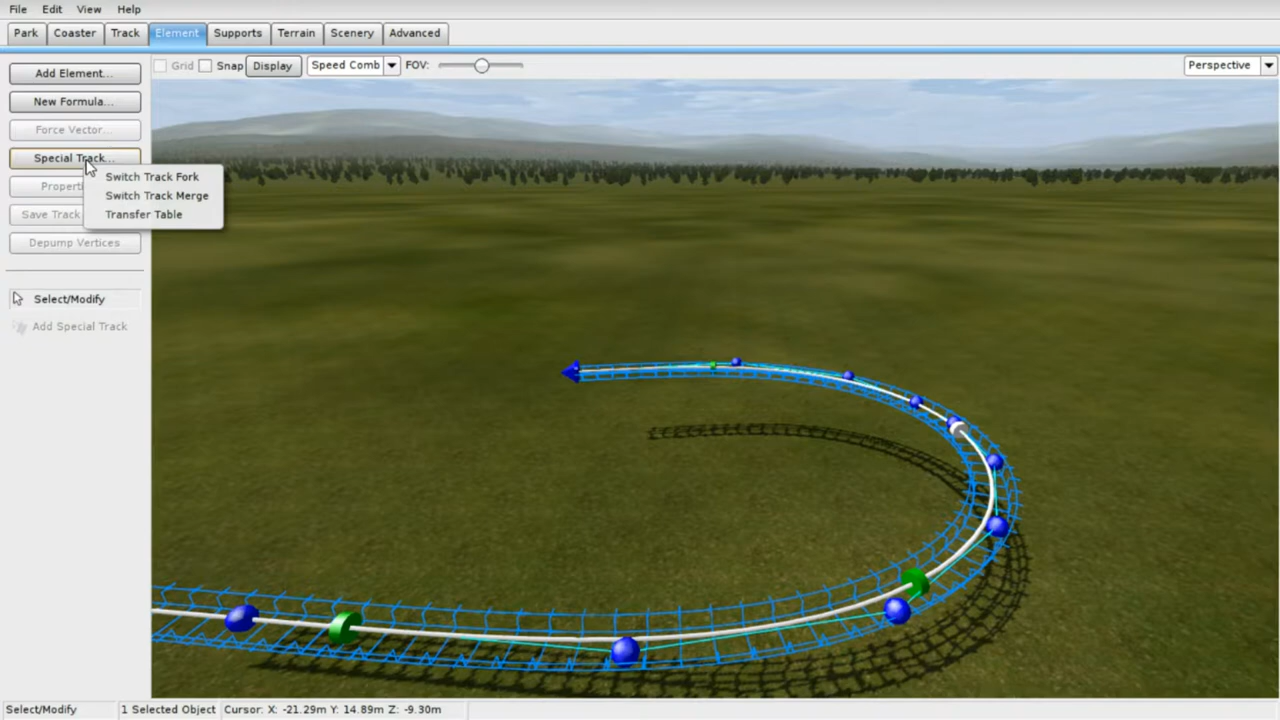 File Edit View Help
Park Coaster Track Element Supports Terrain Scenery Advanced
Add Element... Grid Snap Display Speed Comb FOV: Perspective
New Formula...
Force Vector...
Special Track...
Switch Track Fork
Properti
Switch Track Merge
Save Track
Transfer Table
Depump Vertices
Select/Modify
Add Special Track
Select/Modify 1 Selected Object Cursor: X: -21.29m Y: 14.89m Z: -9.30m